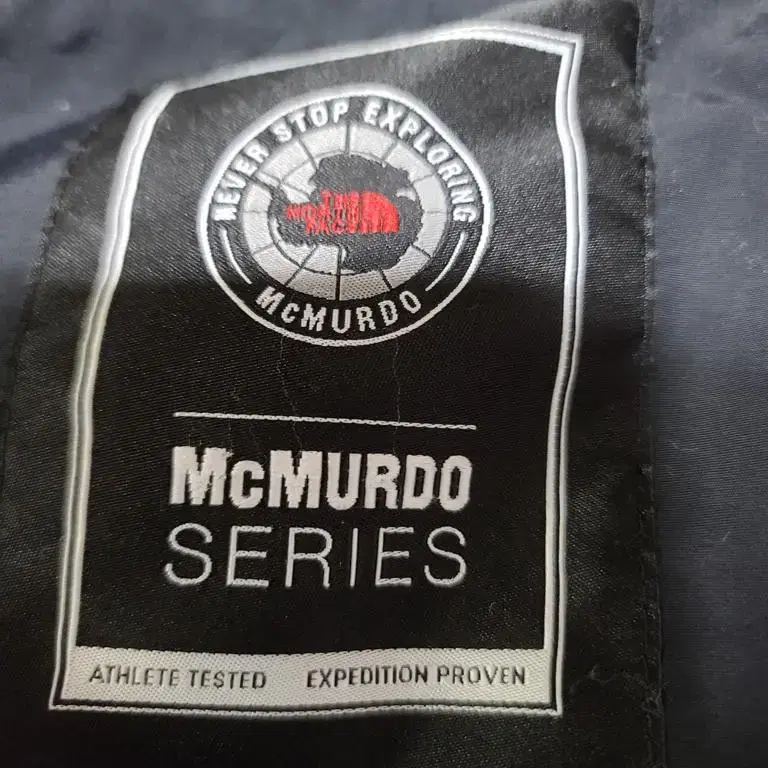 NEVER STOP EXPLORING
THE
NORTH
FACE
McMURDO
McMURDO
SERIES
ATHLETE TESTED EXPEDITION PROVEN